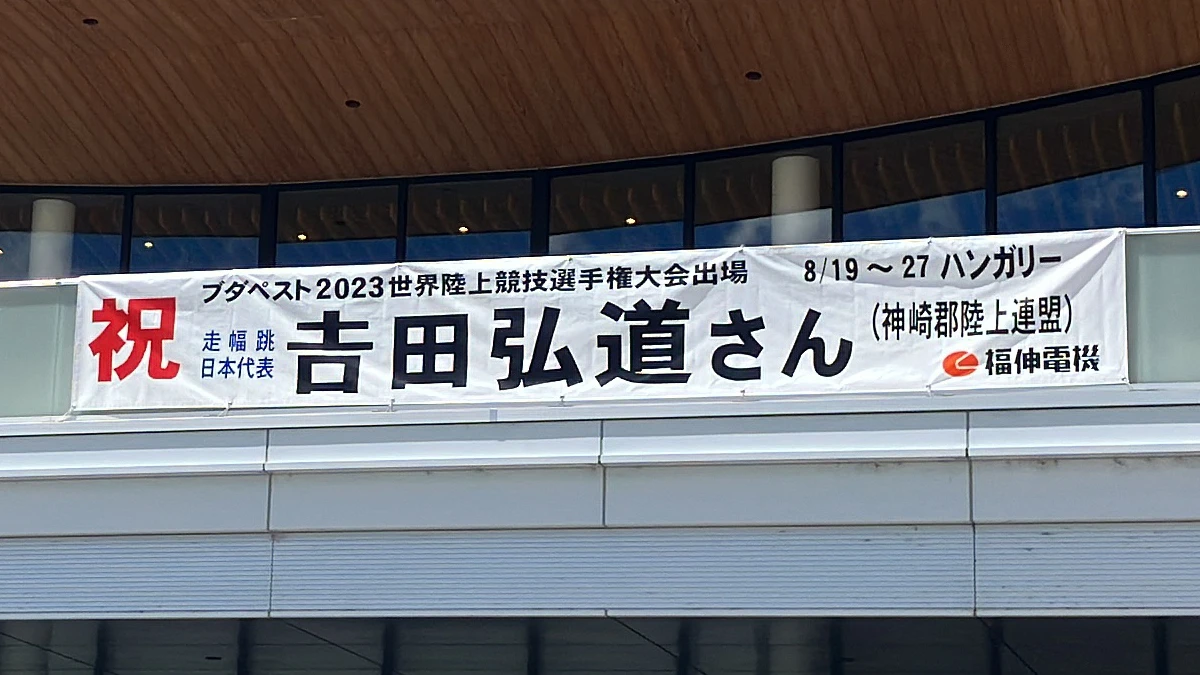 祝
ブダペスト2023世界陸上競技選手権大会出場 8/19～27 ハンガリー
走幅跳
日本代表
𠮷田弘道さん
(神崎郡陸上連盟)
福伸電機